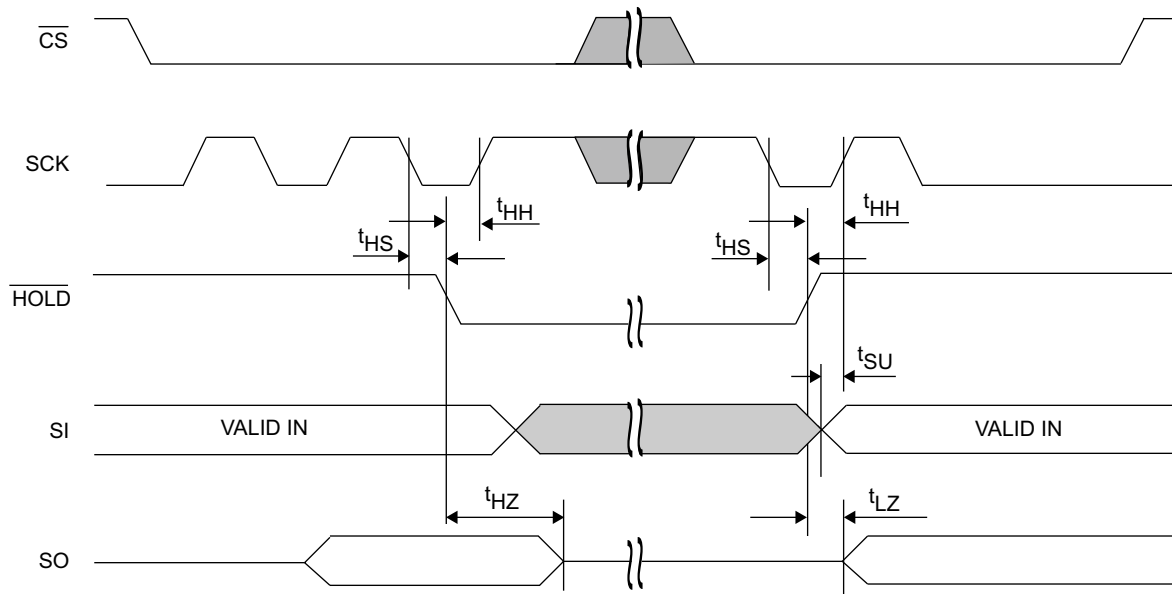 CS
SCK
tHH
tHH
tHS
tHS
HOLD
tSU
SI
VALID IN
VALID IN
tHZ
tLZ
SO